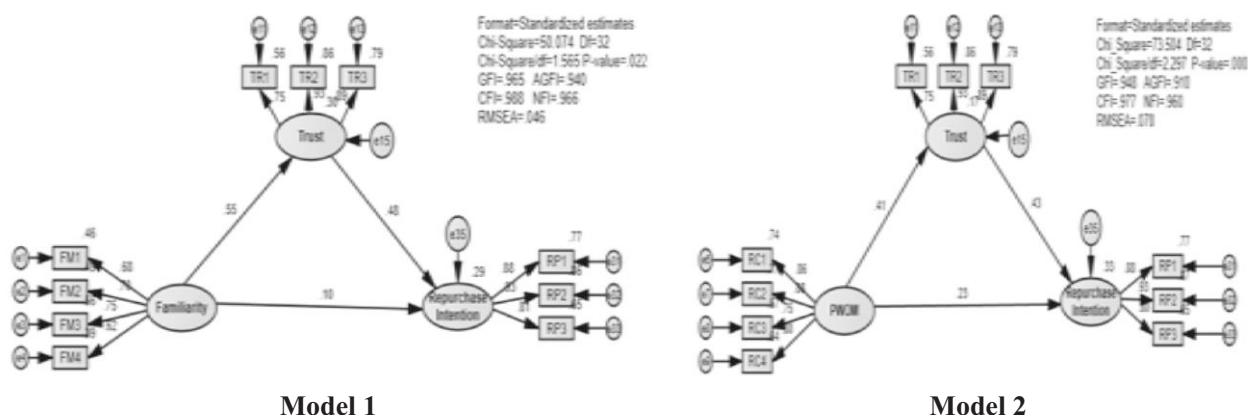 Format=Standardized estimates
Chi-Square=50.074 Df=32
Chi-Square/df=1.565 P-value=.022
GFI=.965 AGFI=.940
CFI=.988 NFI=.966
RMSEA=.046
.56
.86
.79
TR1
TR2
TR3
.75
.93
Trust
e15
.55
.48
.46
FM1
.68
FM2
FM3
.75
FM4
Familiarity
.10
e35
.29
Repurchase
Intention
.77
.88
RP1
RP2
.81
RP3
Model 1
Format=Standardized estimates
Chi_Square=73.504 Df=32
Chi_Square/df=2.297 P-value=.000
GFI=.948 AGFI=.910
CFI=.977 NFI=.960
RMSEA=.070
.56
.86
.79
TR1
TR2
TR3
.75
.93
.17
Trust
e15
.41
.43
.74
RC1
.86
RC2
RC3
.75
RC4
PWOM
.23
e35
.33
Repurchase
Intention
.77
.88
RP1
RP2
RP3
Model 2